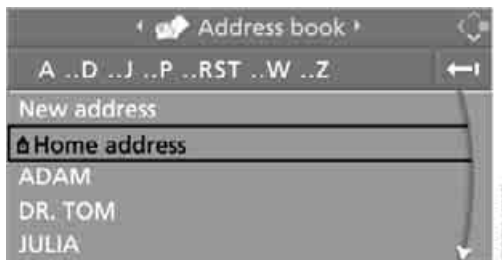 Address book
A ..D ..J ..P ..RST ..W ..Z
New address
Home address
ADAM
DR. TOM
JULIA